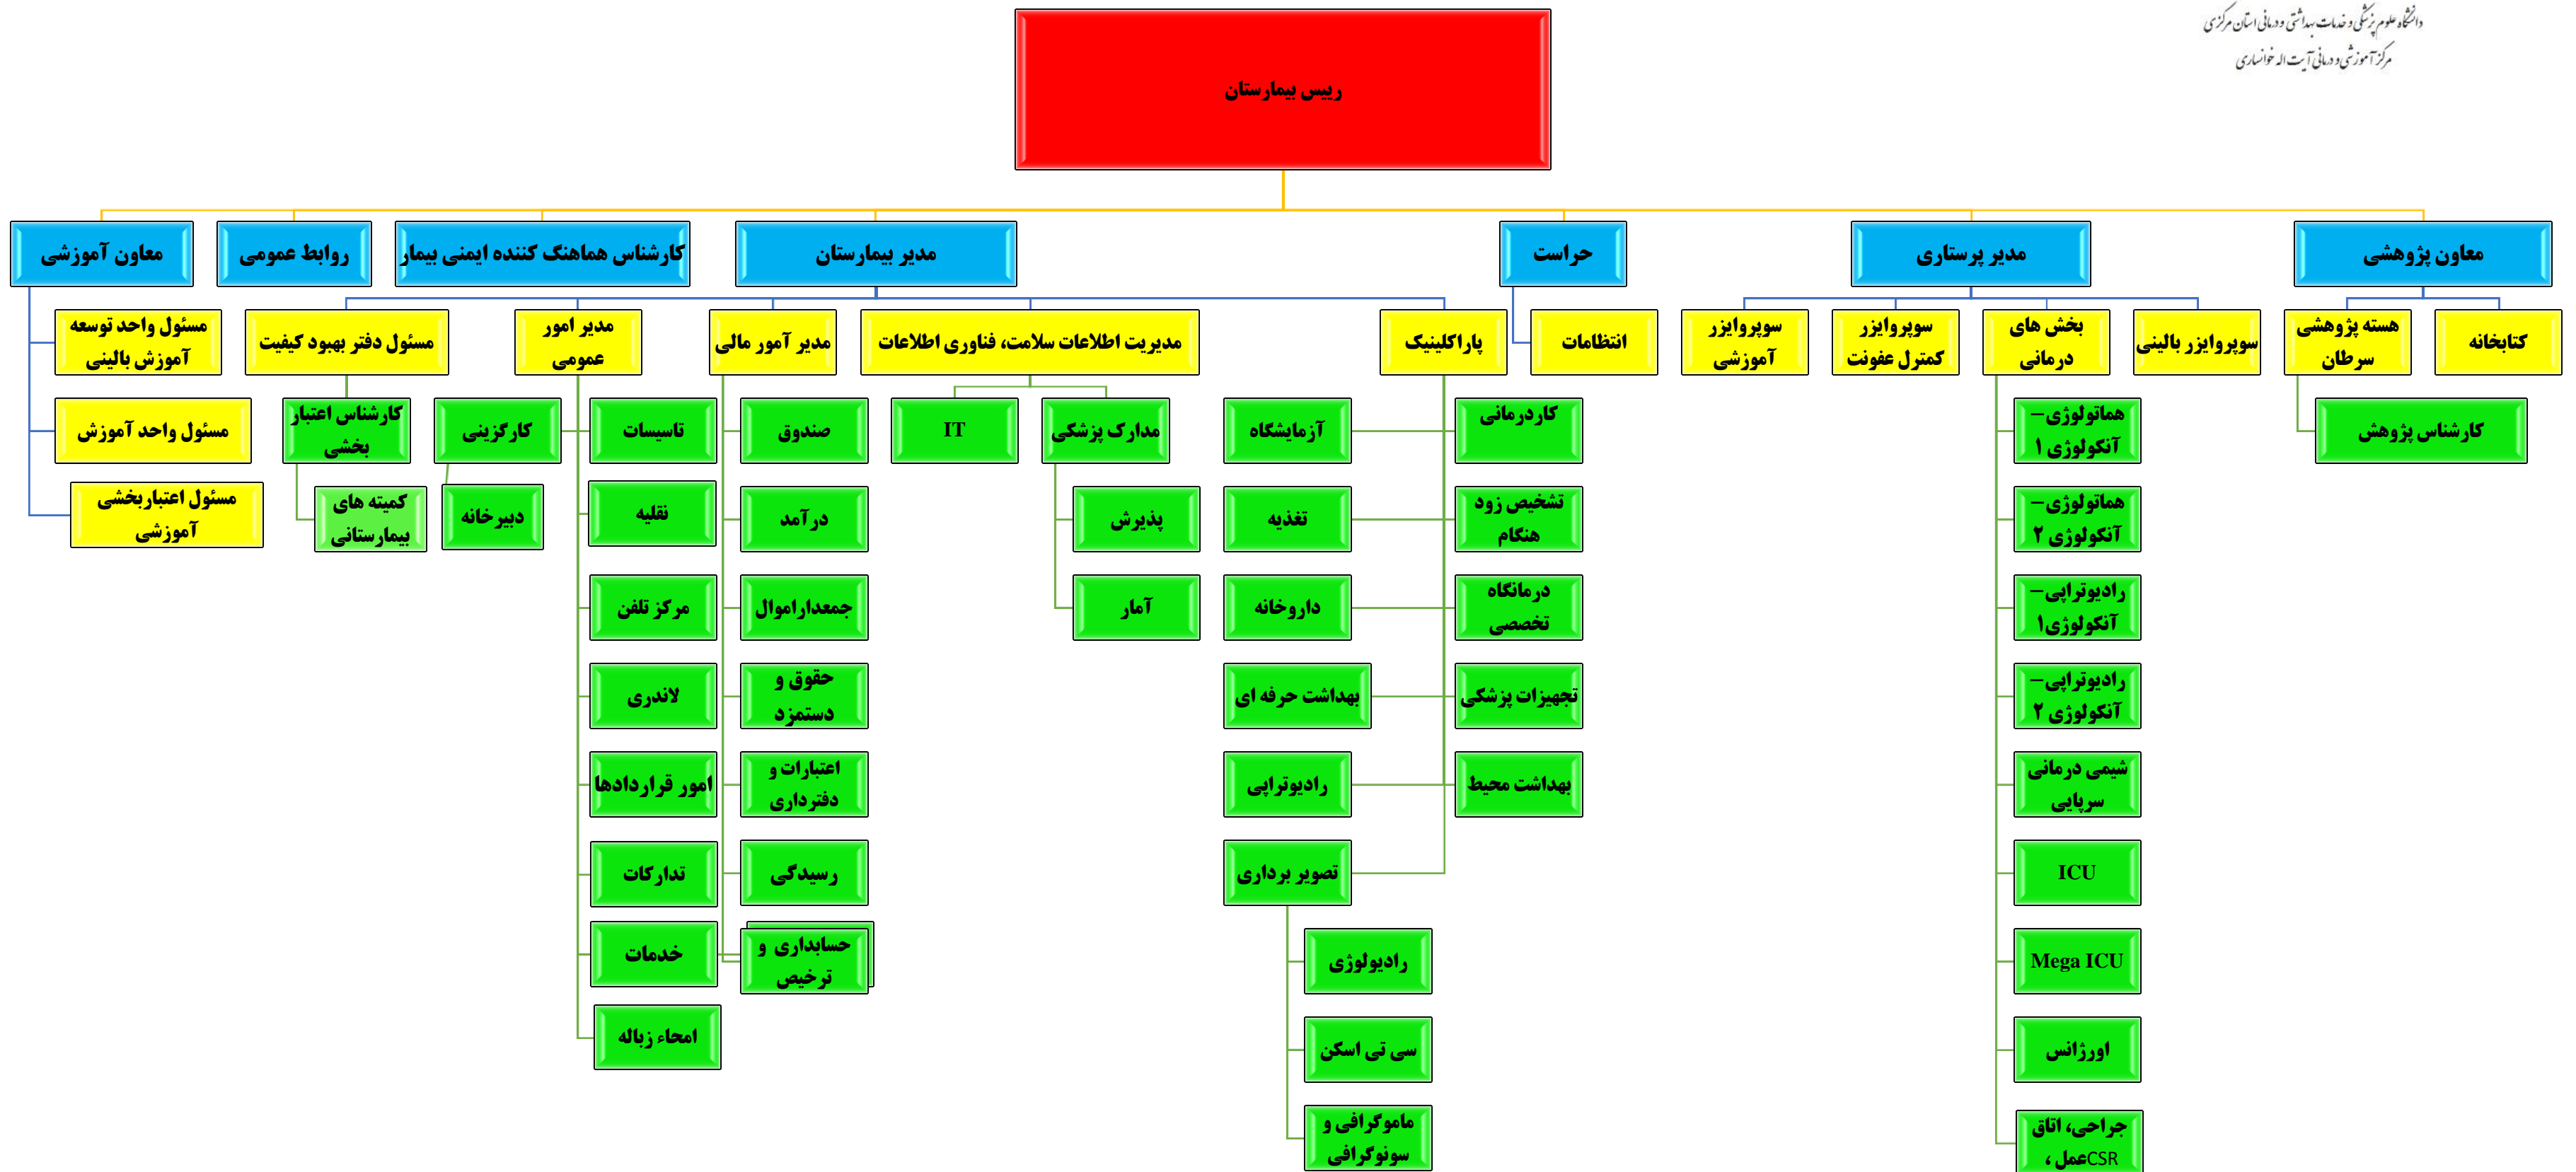 دانشگاه علوم پزشکی و خدمات بهداشتی و درمانی استان مرکزی
مرکز آموزشی و درمانی آیت اله خوانساری
رییس بیمارستان
معاون پژوهشی
مدیر پرستاری
حراست
مدیر بیمارستان
کارشناس هماهنگ کننده ایمنی بیمار
روابط عمومی
معاون آموزشی
کتابخانه
هسته پژوهشی
سرطان
کارشناس پژوهش
سوپروایزر بالینی
بخش های
درمانی
سوپروایزر
کمترل عفونت
سوپروایزر
آموزشی
هماتولوژی–
آنکولوژی ۱
هماتولوژی–
آنکولوژی ۲
رادیوتراپی–
آنکولوژی۱
رادیوتراپی–
آنکولوژی ۲
شیمی درمانی
سرپایی
ICU
Mega ICU
اورژانس
جراحی، اتاق
عمل ، CSR
انتظامات
پاراکلینیک
کاردرمانی
آزمایشگاه
تشخیص زود
هنگام
تغذیه
درمانگاه
تخصصی
داروخانه
تجهیزات پزشکی
بهداشت حرفه ای
بهداشت محیط
رادیوتراپی
تصویر برداری
رادیولوژی
سی تی اسکن
ماموگرافی و
سونوگرافی
مدیریت اطلاعات سلامت، فناوری اطلاعات
مدارک پزشکی
IT
پذیرش
آمار
مدیر آمور مالی
صندوق
درآمد
جمعداراموال
حقوق و
دستمزد
اعتبارات و
دفترداری
رسیدگی
حسابداری و
ترخیص
مدیر امور
عمومی
تاسیسات
کارگزینی
نقلیه
دبیرخانه
مرکز تلفن
لاندری
امور قراردادها
تدارکات
خدمات
امحاء زباله
مسئول دفتر بهبود کیفیت
کارشناس اعتبار
بخشی
کمیته های
بیمارستانی
مسئول واحد توسعه
آموزش بالینی
مسئول واحد آموزش
مسئول اعتباربخشی
آموزشی